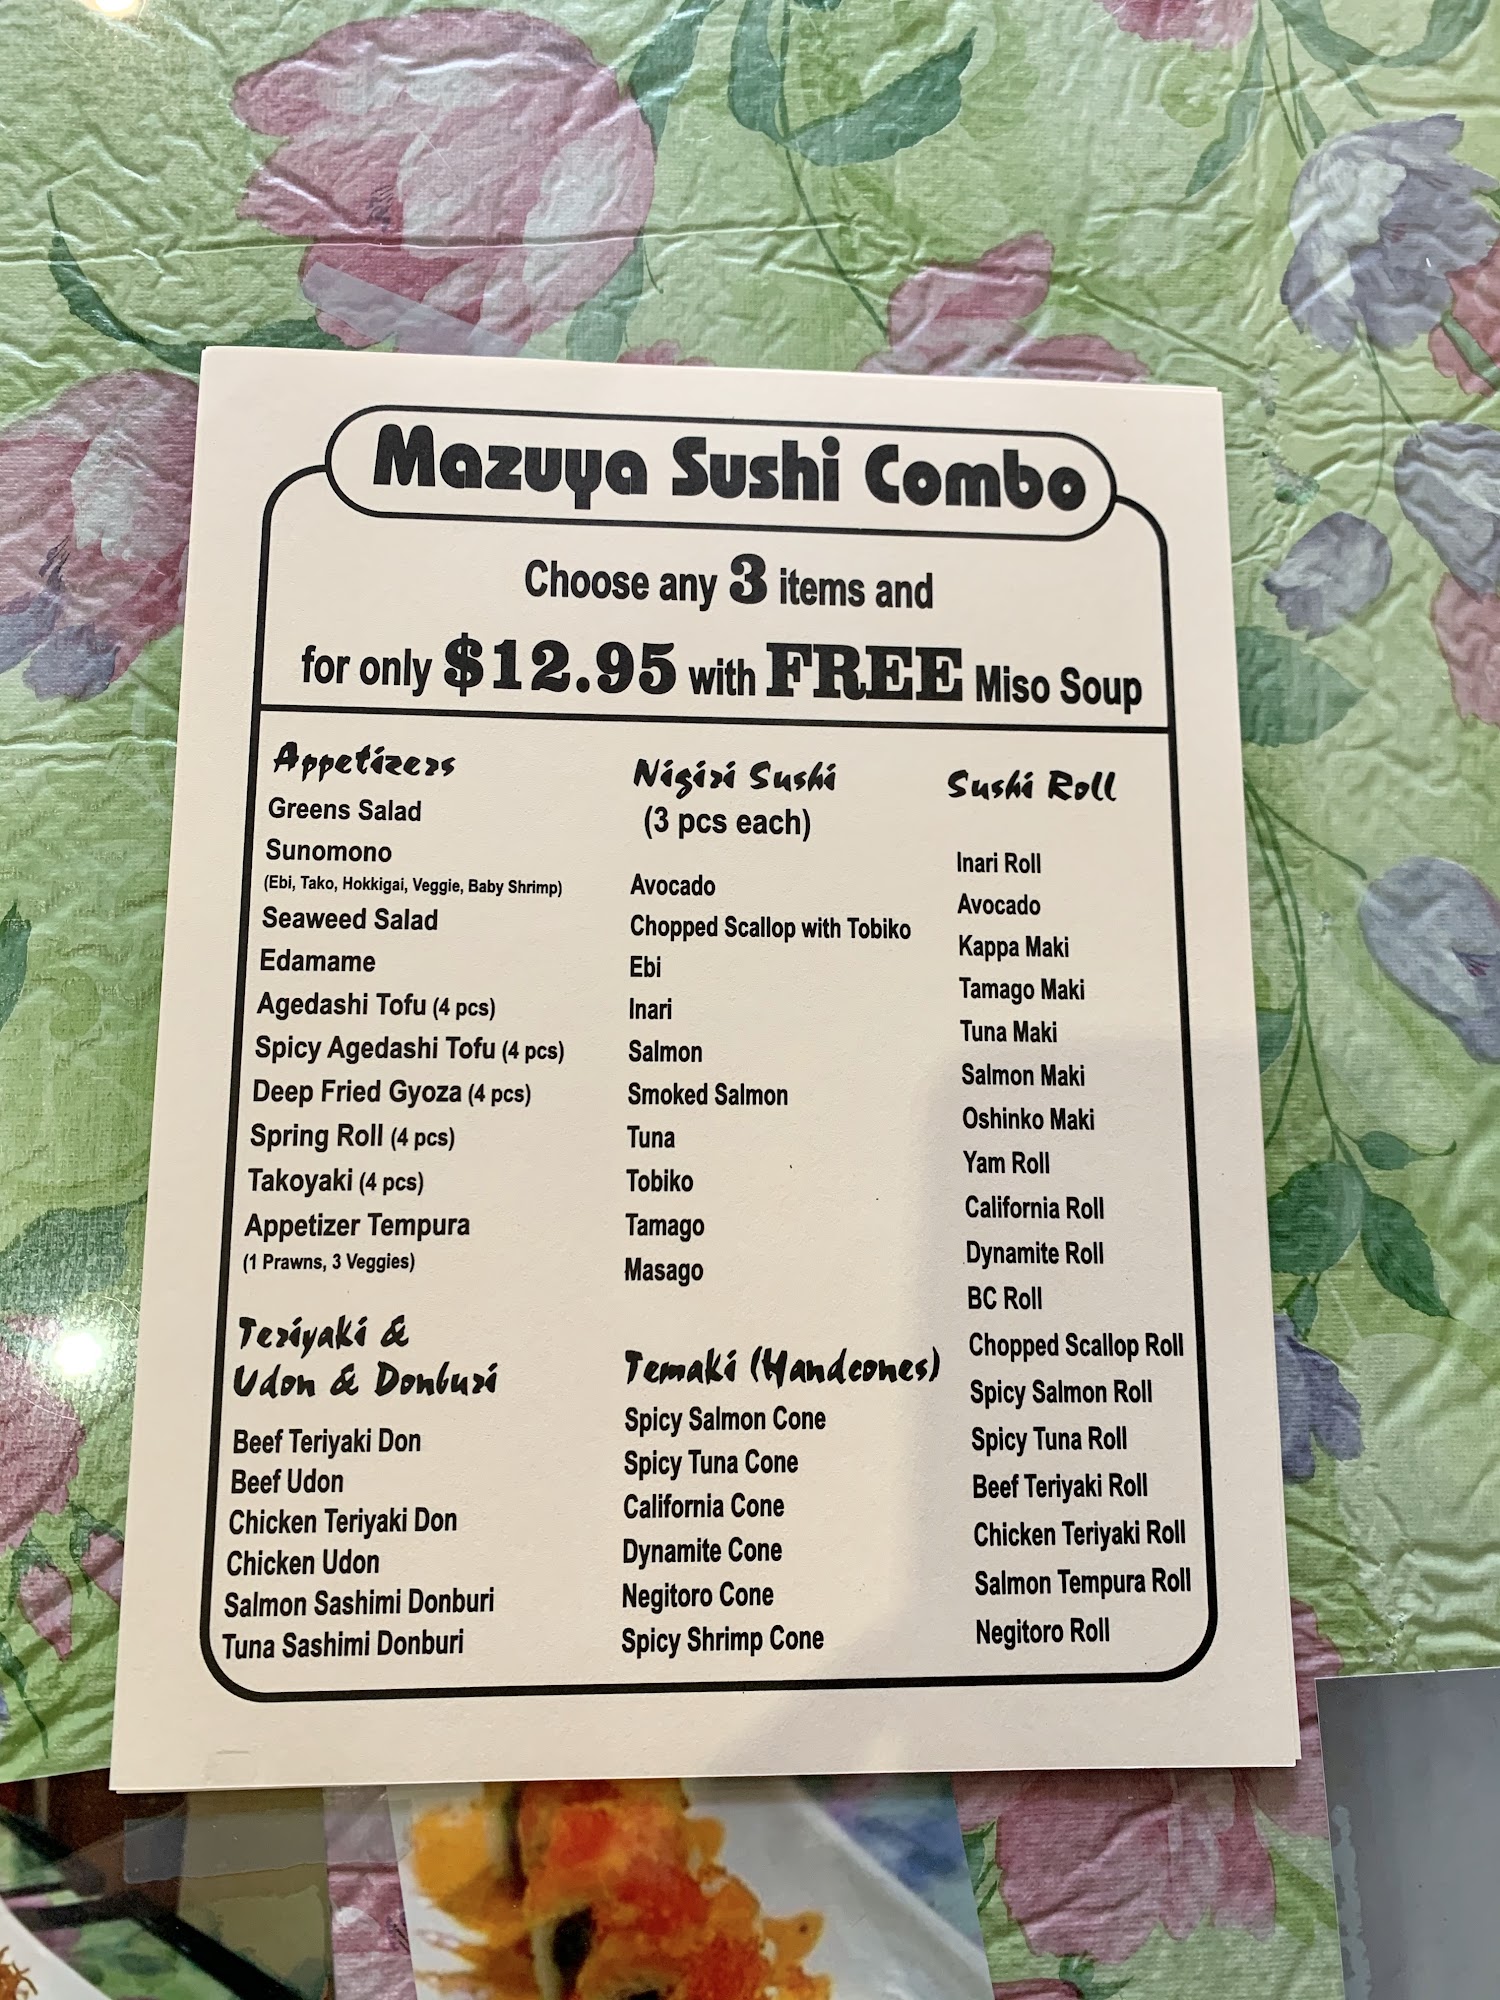 Mazuya Sushi Combo
Choose any 3 items and
for only $12.95 with FREE Miso Soup
Appetizers
Greens Salad
Sunomono
(Ebi, Tako, Hokkigai, Veggie, Baby Shrimp)
Seaweed Salad
Edamame
Agedashi Tofu (4 pcs)
Spicy Agedashi Tofu (4 pcs)
Deep Fried Gyoza (4 pcs)
Spring Roll (4 pcs)
Takoyaki (4 pcs)
Appetizer Tempura
(1 Prawns, 3 Veggies)
Teriyaki &
Udon & Donburi
Beef Teriyaki Don
Beef Udon
Chicken Teriyaki Don
Chicken Udon
Salmon Sashimi Donburi
Tuna Sashimi Donburi
Nigiri Sushi
(3 pcs each)
Avocado
Chopped Scallop with Tobiko
Ebi
Inari
Salmon
Smoked Salmon
Tuna
Tobiko
Tamago
Masago
Temaki (Handcones)
Spicy Salmon Cone
Spicy Tuna Cone
California Cone
Dynamite Cone
Negitoro Cone
Spicy Shrimp Cone
Sushi Roll
Inari Roll
Avocado
Kappa Maki
Tamago Maki
Tuna Maki
Salmon Maki
Oshinko Maki
Yam Roll
California Roll
Dynamite Roll
BC Roll
Chopped Scallop Roll
Spicy Salmon Roll
Spicy Tuna Roll
Beef Teriyaki Roll
Chicken Teriyaki Roll
Salmon Tempura Roll
Negitoro Roll